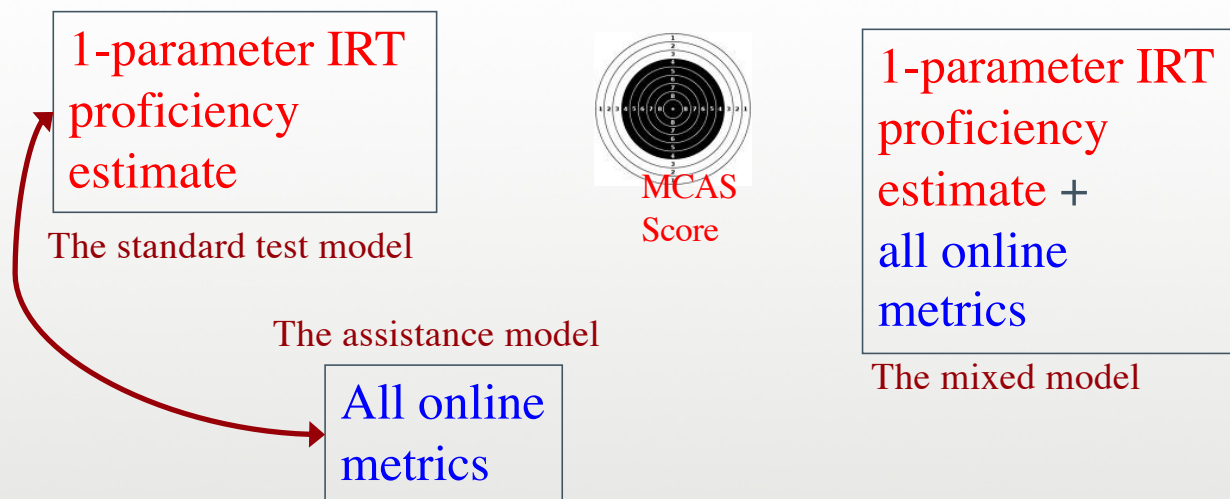 1-parameter IRT
proficiency
estimate
The standard test model
MCAS
Score
The assistance model
All online
metrics
1-parameter IRT
proficiency
estimate +
all online
metrics
The mixed model